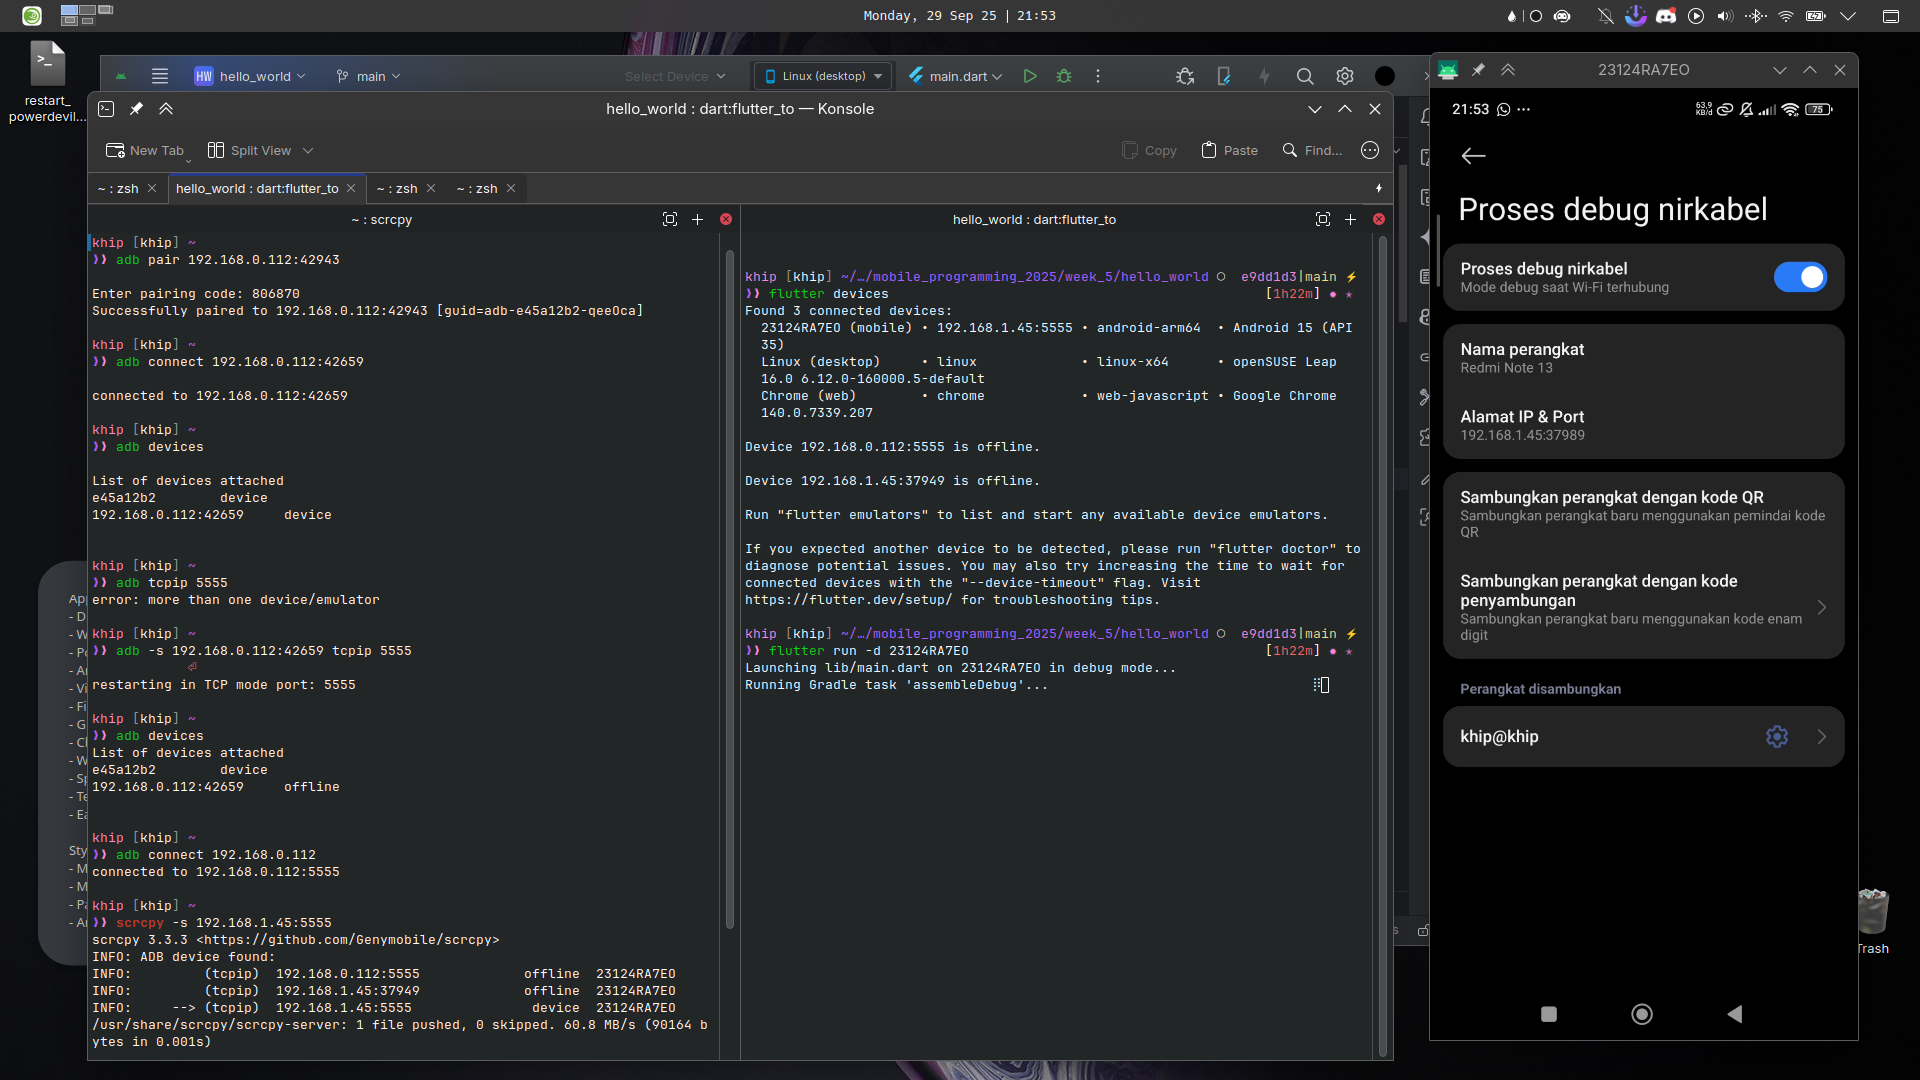 Monday, 29 Sep 25 | 21:53
restart_
powerdevil...
HW hello_world
main
Select Device
Linux (desktop)
main.dart
hello_world : dart:flutter_to — Konsole
New Tab
Split View
Copy
Paste
Find...
~ : zsh
hello_world : dart:flutter_to
~ : zsh
~ : zsh
~ : scrcpy
khip [khip] ~
❫❫ adb pair 192.168.0.112:42943
Enter pairing code: 806870
Successfully paired to 192.168.0.112:42943 [guid=adb-e45a12b2-qeeOca]
khip [khip] ~
❫❫ adb connect 192.168.0.112:42659
connected to 192.168.0.112:42659
khip [khip] ~
❫❫ adb devices
List of devices attached
e45a12b2 device
192.168.0.112:42659 device
khip [khip] ~
❫❫ adb tcpip 5555
error: more than one device/emulator
khip [khip] ~
❫❫ adb -s 192.168.0.112:42659 tcpip 5555
restarting in TCP mode port: 5555
khip [khip] ~
❫❫ adb devices
List of devices attached
e45a12b2 device
192.168.0.112:42659 offline
khip [khip] ~
❫❫ adb connect 192.168.0.112
connected to 192.168.0.112:5555
khip [khip] ~
❫❫ scrcpy -s 192.168.1.45:5555
scrcpy 3.3.3 <https://github.com/Genymobile/scrcpy>
INFO: ADB device found:
INFO: (tcpip) 192.168.0.112:5555 offline 23124RA7EO
INFO: (tcpip) 192.168.1.45:37949 offline 23124RA7EO
INFO: --> (tcpip) 192.168.1.45:5555 device 23124RA7EO
/usr/share/scrcpy/scrcpy-server: 1 file pushed, 0 skipped. 60.8 MB/s (90164 b
ytes in 0.001s)
hello_world : dart:flutter_to
khip [khip] ~/…/mobile_programming_2025/week_5/hello_world ○ e9dd1d3|main ⚡
❫❫ flutter devices [1h22m] ● ★
Found 3 connected devices:
23124RA7EO (mobile) • 192.168.1.45:5555 • android-arm64 • Android 15 (API
35)
Linux (desktop) • linux • linux-x64 • openSUSE Leap
16.0 6.12.0-160000.5-default
Chrome (web) • chrome • web-javascript • Google Chrome
140.0.7339.207
Device 192.168.0.112:5555 is offline.
Device 192.168.1.45:37949 is offline.
Run "flutter emulators" to list and start any available device emulators.
If you expected another device to be detected, please run "flutter doctor" to
diagnose potential issues. You may also try increasing the time to wait for
connected devices with the "--device-timeout" flag. Visit
https://flutter.dev/setup/ for troubleshooting tips.
khip [khip] ~/…/mobile_programming_2025/week_5/hello_world ○ e9dd1d3|main ⚡
❫❫ flutter run -d 23124RA7EO [1h22m] ● ★
Launching lib/main.dart on 23124RA7EO in debug mode...
Running Gradle task 'assembleDebug'...
23124RA7EO
21:53
63,9 KB/d
75
Proses debug nirkabel
Proses debug nirkabel
Mode debug saat Wi-Fi terhubung
Nama perangkat
Redmi Note 13
Alamat IP & Port
192.168.1.45:37989
Sambungkan perangkat dengan kode QR
Sambungkan perangkat baru menggunakan pemindai kode
QR
Sambungkan perangkat dengan kode
penyambungan
Sambungkan perangkat baru menggunakan kode enam
digit
Perangkat disambungkan
khip@khip
Trash